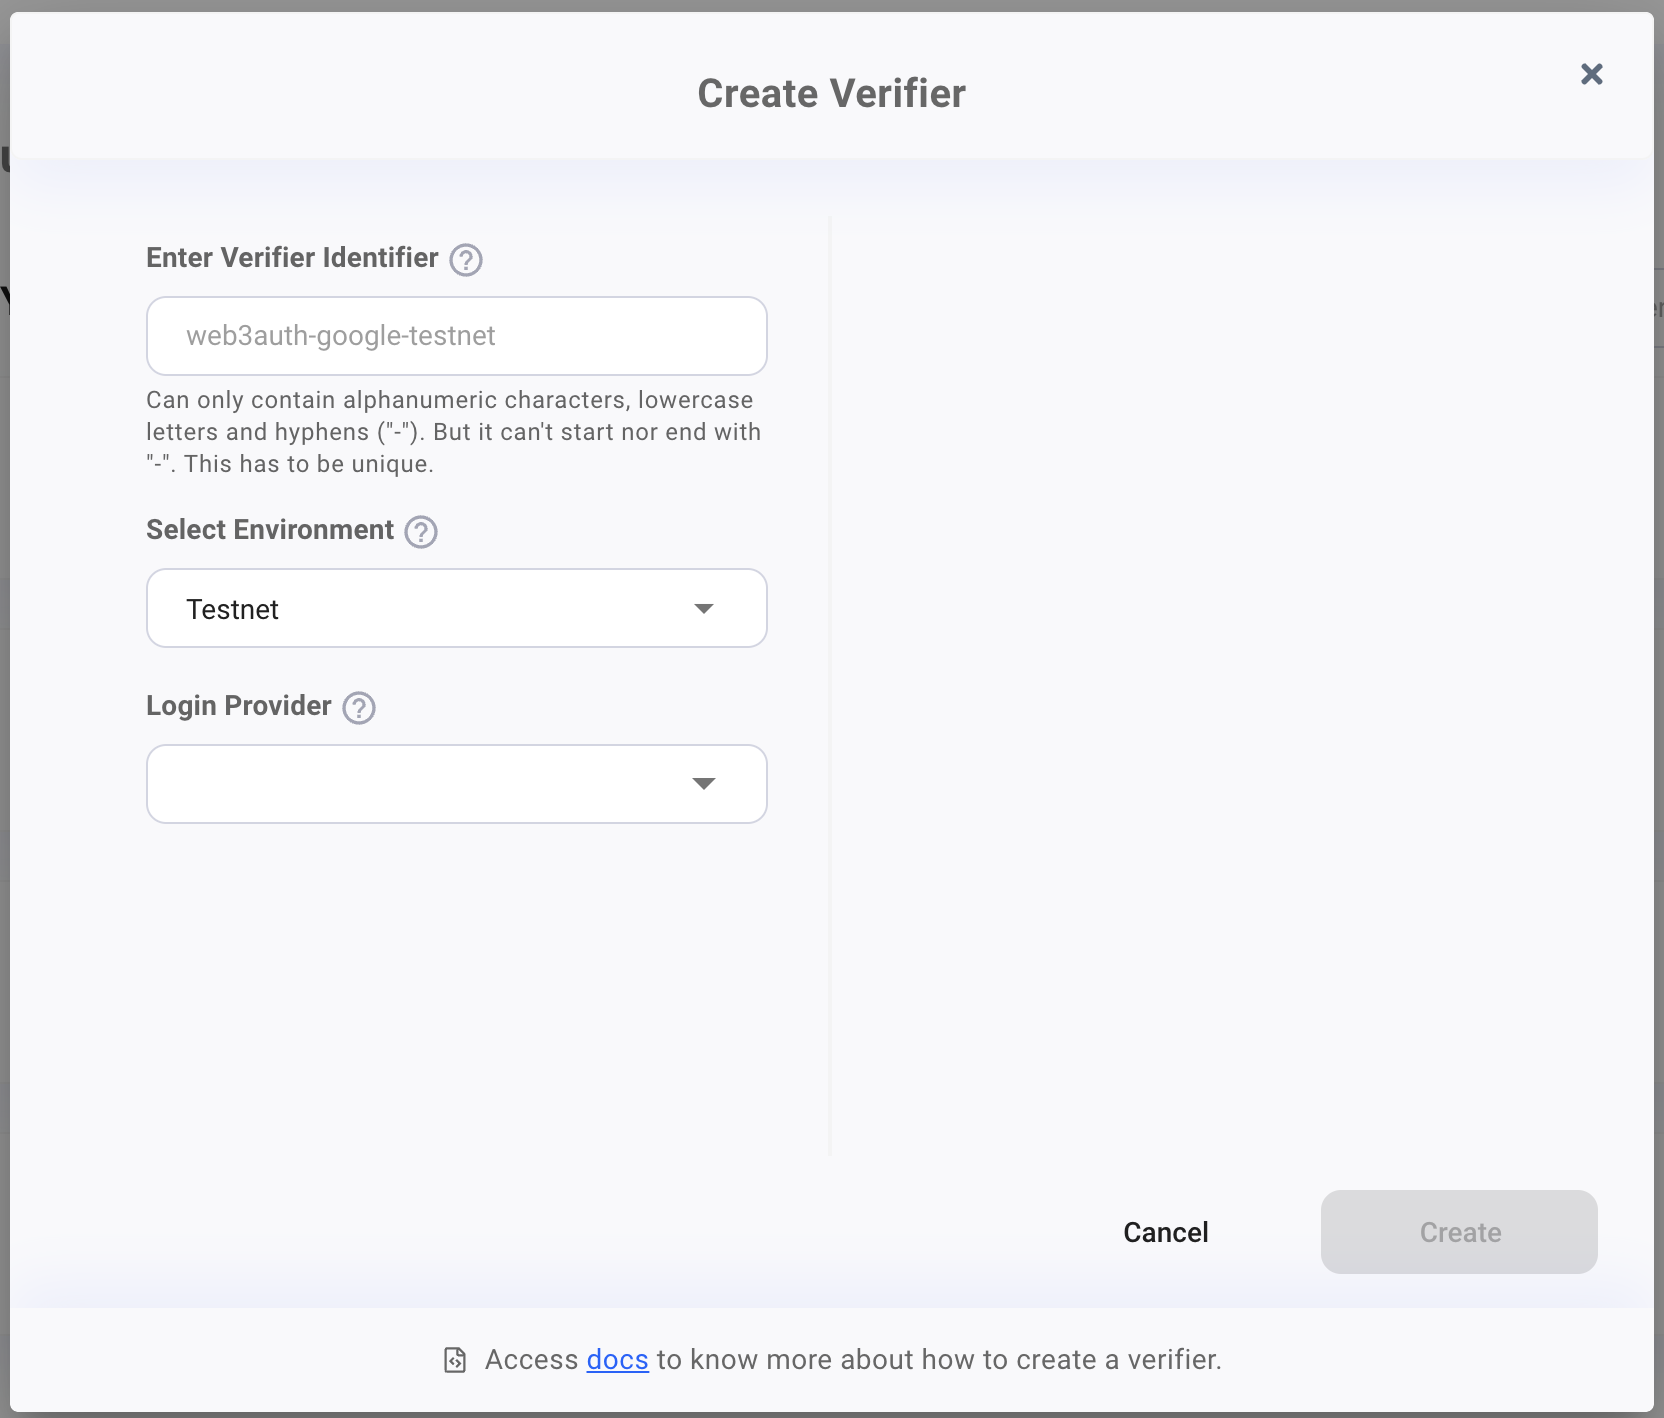 Create Verifier
Enter Verifier Identifier
web3auth-google-testnet
Can only contain alphanumeric characters, lowercase
letters and hyphens ("-"). But it can't start nor end with
"-". This has to be unique.
Select Environment
Testnet
Login Provider
Cancel
Create
Access docs to know more about how to create a verifier.